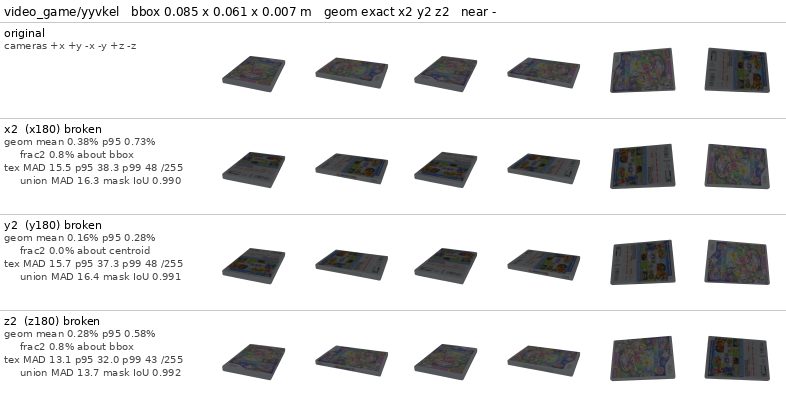 video_game/yyvkel bbox 0.085 x 0.061 x 0.007 m geom exact x2 y2 z2 near -
original
cameras +x +y -x -y +z -z
x2 (x180) broken
geom mean 0.38% p95 0.73%
frac2 0.8% about bbox
tex MAD 15.5 p95 38.3 p99 48 /255
union MAD 16.3 mask IoU 0.990
y2 (y180) broken
geom mean 0.16% p95 0.28%
frac2 0.0% about centroid
tex MAD 15.7 p95 37.3 p99 48 /255
union MAD 16.4 mask IoU 0.991
z2 (z180) broken
geom mean 0.28% p95 0.58%
frac2 0.8% about bbox
tex MAD 13.1 p95 32.0 p99 43 /255
union MAD 13.7 mask IoU 0.992